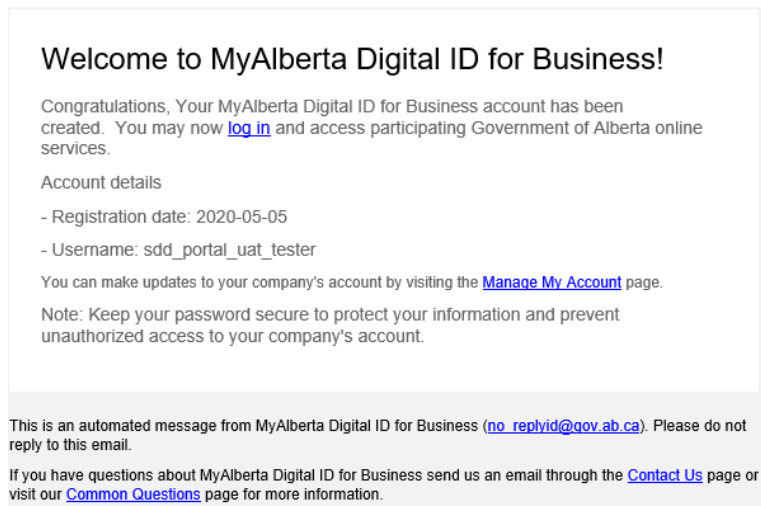 Welcome to MyAlberta Digital ID for Business!
Congratulations, Your MyAlberta Digital ID for Business account has been
created.  You may now log in and access participating Government of Alberta online
services.
Account details
- Registration date: 2020-05-05
- Username: sdd_portal_uat_tester
You can make updates to your company's account by visiting the Manage My Account page.
Note: Keep your password secure to protect your information and prevent
unauthorized access to your company's account.
This is an automated message from MyAlberta Digital ID for Business (no_replyid@gov.ab.ca). Please do not
reply to this email.
If you have questions about MyAlberta Digital ID for Business send us an email through the Contact Us page or
visit our Common Questions page for more information.